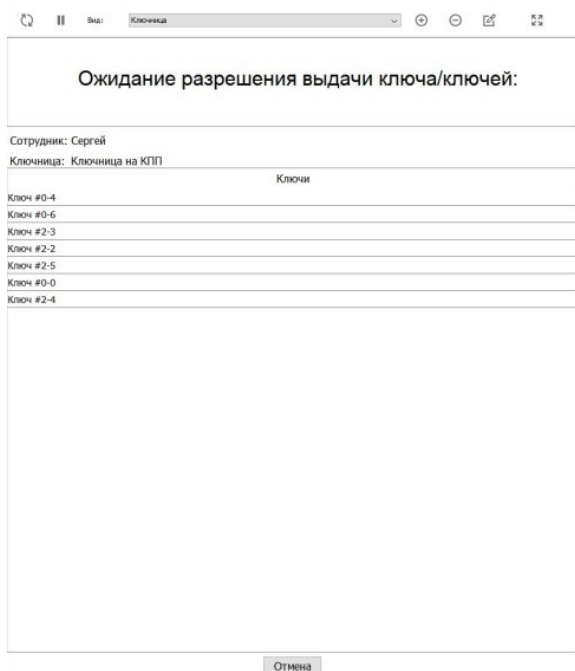 Вид: Ключница
Ожидание разрешения выдачи ключа/ключей:
Сотрудник: Сергей
Ключница: Ключница на КПП
Ключи
Ключ #0-4
Ключ #0-6
Ключ #2-3
Ключ #2-2
Ключ #2-5
Ключ #0-0
Ключ #2-4
Отмена